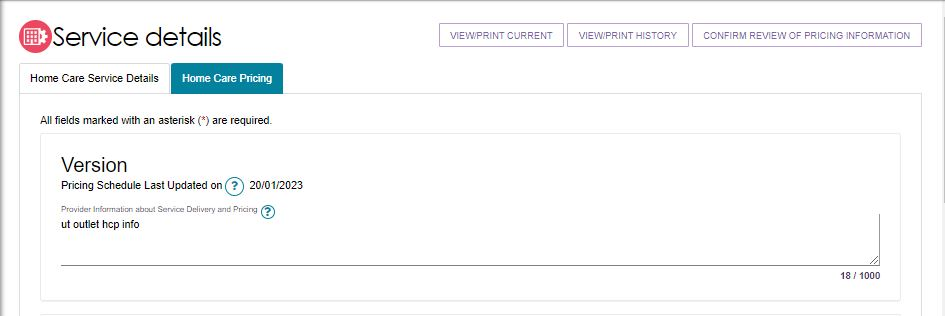 Service details
VIEW/PRINT CURRENT
VIEW/PRINT HISTORY
CONFIRM REVIEW OF PRICING INFORMATION
Home Care Service Details
Home Care Pricing
All fields marked with an asterisk (*) are required.
Version
Pricing Schedule Last Updated on ? 20/01/2023
Provider Information about Service Delivery and Pricing ?
ut outlet hcp info
18 / 1000